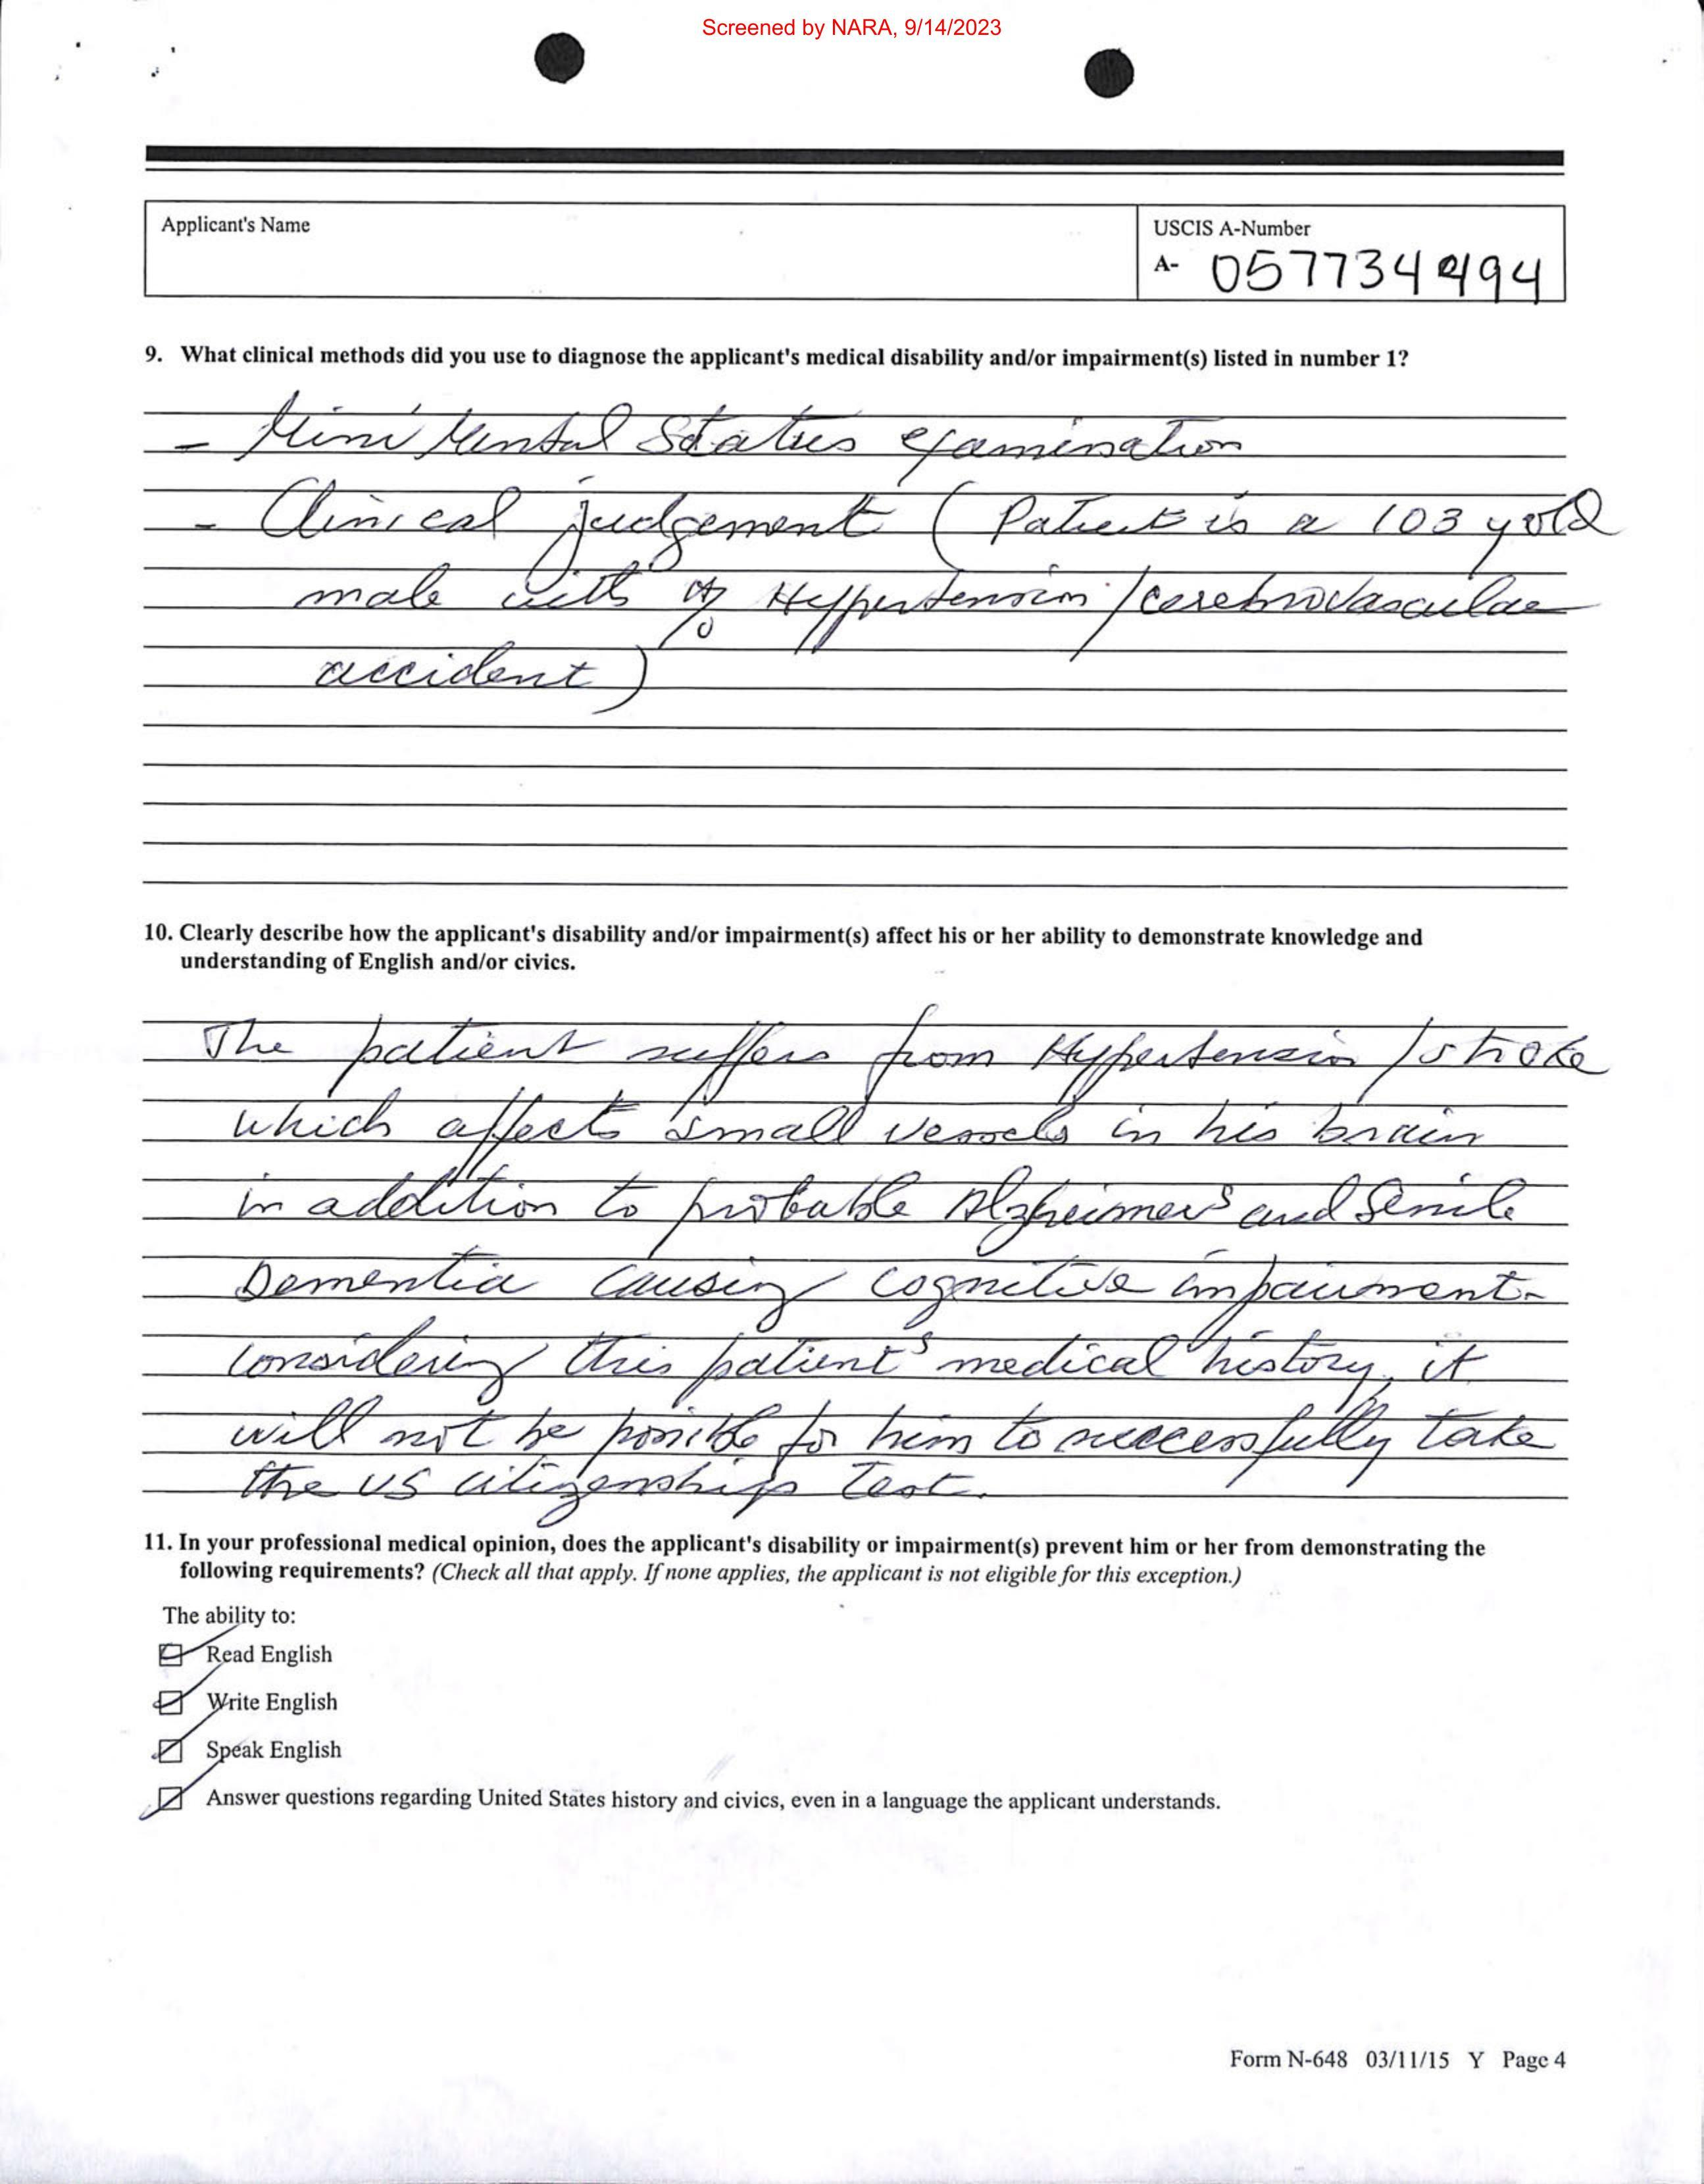 Screened by NARA, 9/14/2023
Applicant's Name
USCIS A-Number
A- 057734494
9. What clinical methods did you use to diagnose the applicant's medical disability and/or impairment(s) listed in number 1?
- Mini Mental Status examination
- Clinical judgement ( Patient is a 103 y old
male with Hypertension / cerebrovascular
accident )
10. Clearly describe how the applicant's disability and/or impairment(s) affect his or her ability to demonstrate knowledge and
understanding of English and/or civics.
The patient suffers from Hypertension / stroke
which affects small vessels in his brain
in addition to probable Alzheimer's and Senile
Dementia causing cognitive impairment.
Considering this patient's medical history, it
will not be possible for him to successfully take
the US citizenship Test.
11. In your professional medical opinion, does the applicant's disability or impairment(s) prevent him or her from demonstrating the
following requirements? (Check all that apply. If none applies, the applicant is not eligible for this exception.)
The ability to:
Read English
Write English
Speak English
Answer questions regarding United States history and civics, even in a language the applicant understands.
Form N-648 03/11/15 Y Page 4